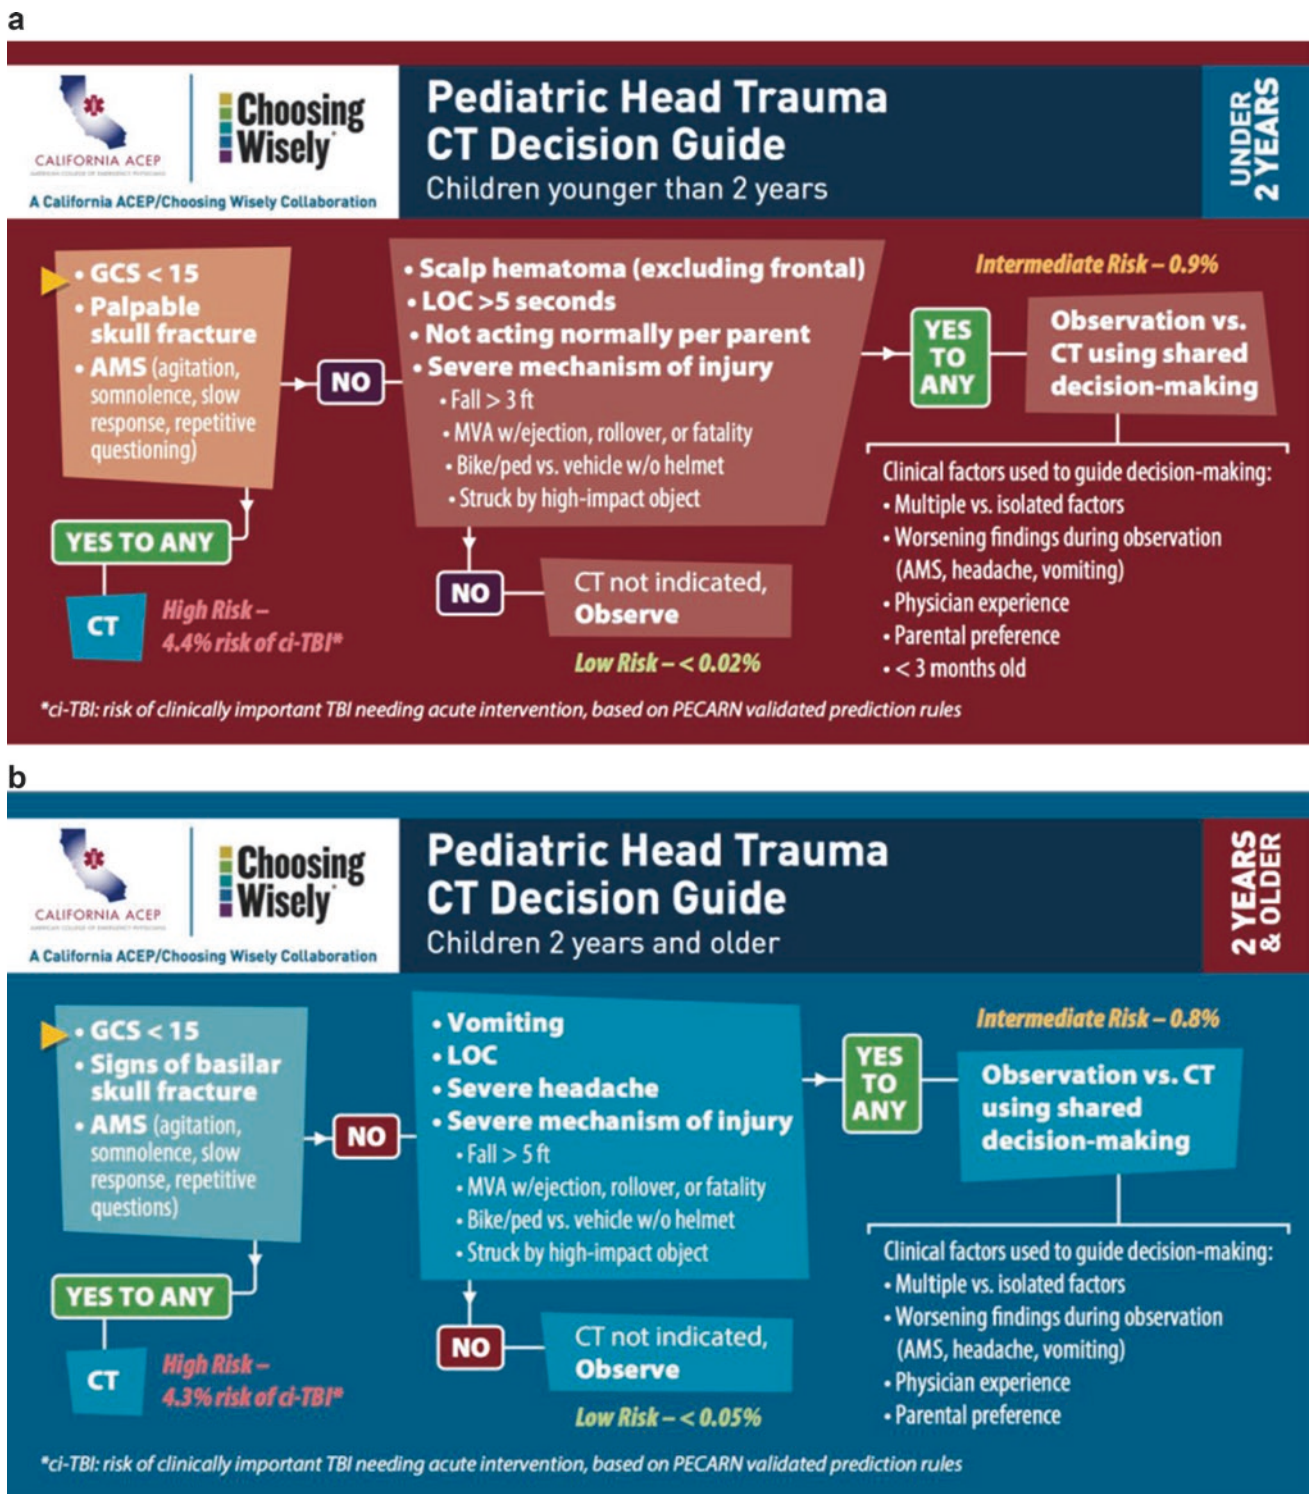 a
CALIFORNIA ACEP
AMERICAN COLLEGE OF EMERGENCY PHYSICIANS
Choosing
Wisely
A California ACEP/Choosing Wisely Collaboration
Pediatric Head Trauma
CT Decision Guide
Children younger than 2 years
UNDER
2 YEARS
• GCS < 15
• Palpable
skull fracture
• AMS (agitation,
somnolence, slow
response, repetitive
questioning)
NO
• Scalp hematoma (excluding frontal)
• LOC >5 seconds
• Not acting normally per parent
• Severe mechanism of injury
• Fall > 3 ft
• MVA w/ejection, rollover, or fatality
• Bike/ped vs. vehicle w/o helmet
• Struck by high-impact object
YES
TO
ANY
Intermediate Risk – 0.9%
Observation vs.
CT using shared
decision-making
Clinical factors used to guide decision-making:
• Multiple vs. isolated factors
• Worsening findings during observation
(AMS, headache, vomiting)
• Physician experience
• Parental preference
• < 3 months old
YES TO ANY
CT
High Risk –
4.4% risk of ci-TBI*
NO
CT not indicated,
Observe
Low Risk – < 0.02%
*ci-TBI: risk of clinically important TBI needing acute intervention, based on PECARN validated prediction rules
b
CALIFORNIA ACEP
AMERICAN COLLEGE OF EMERGENCY PHYSICIANS
Choosing
Wisely
A California ACEP/Choosing Wisely Collaboration
Pediatric Head Trauma
CT Decision Guide
Children 2 years and older
2 YEARS
& OLDER
• GCS < 15
• Signs of basilar
skull fracture
• AMS (agitation,
somnolence, slow
response, repetitive
questions)
NO
• Vomiting
• LOC
• Severe headache
• Severe mechanism of injury
• Fall > 5 ft
• MVA w/ejection, rollover, or fatality
• Bike/ped vs. vehicle w/o helmet
• Struck by high-impact object
YES
TO
ANY
Intermediate Risk – 0.8%
Observation vs. CT
using shared
decision-making
Clinical factors used to guide decision-making:
• Multiple vs. isolated factors
• Worsening findings during observation
(AMS, headache, vomiting)
• Physician experience
• Parental preference
YES TO ANY
CT
High Risk –
4.3% risk of ci-TBI*
NO
CT not indicated,
Observe
Low Risk – < 0.05%
*ci-TBI: risk of clinically important TBI needing acute intervention, based on PECARN validated prediction rules